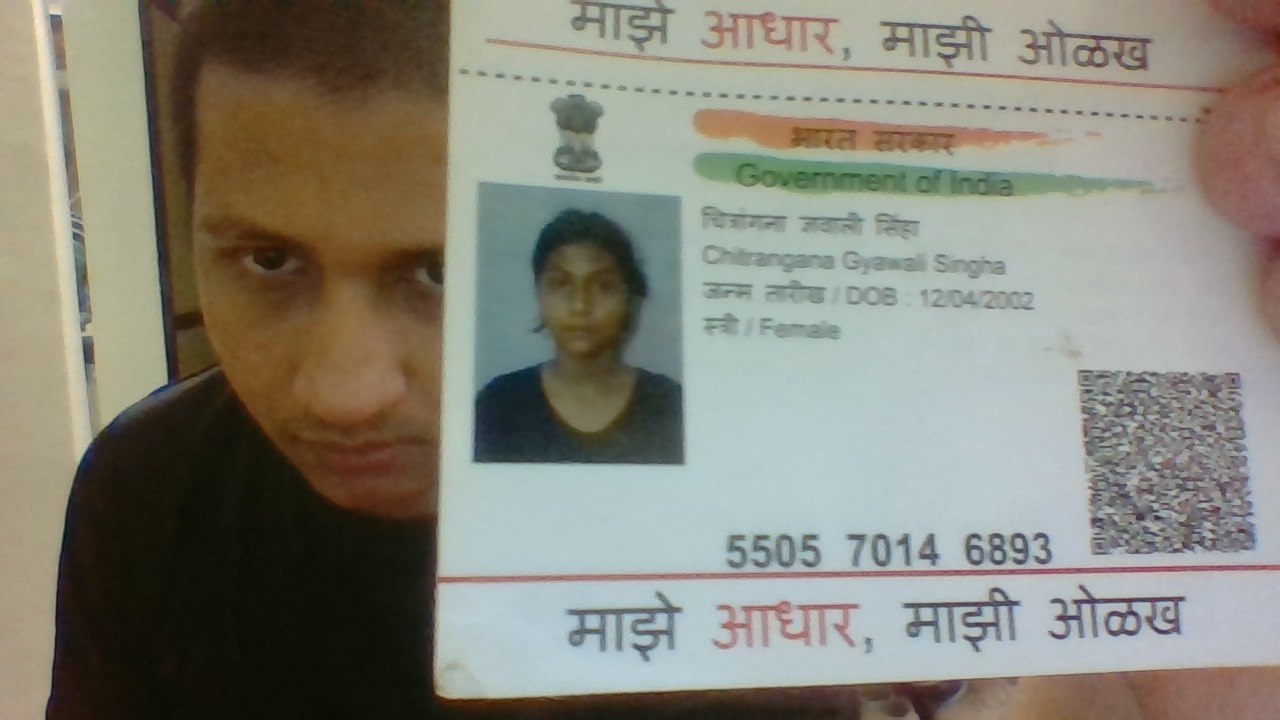 माझे आधार, माझी ओळख
भारत सरकार
Government of India
चित्रांगना ज्ञवाली सिंहा
Chitrangana Gyawali Singha
जन्म तारीख / DOB : 12/04/2002
स्त्री / Female
5505 7014 6893
माझे आधार, माझी ओळख